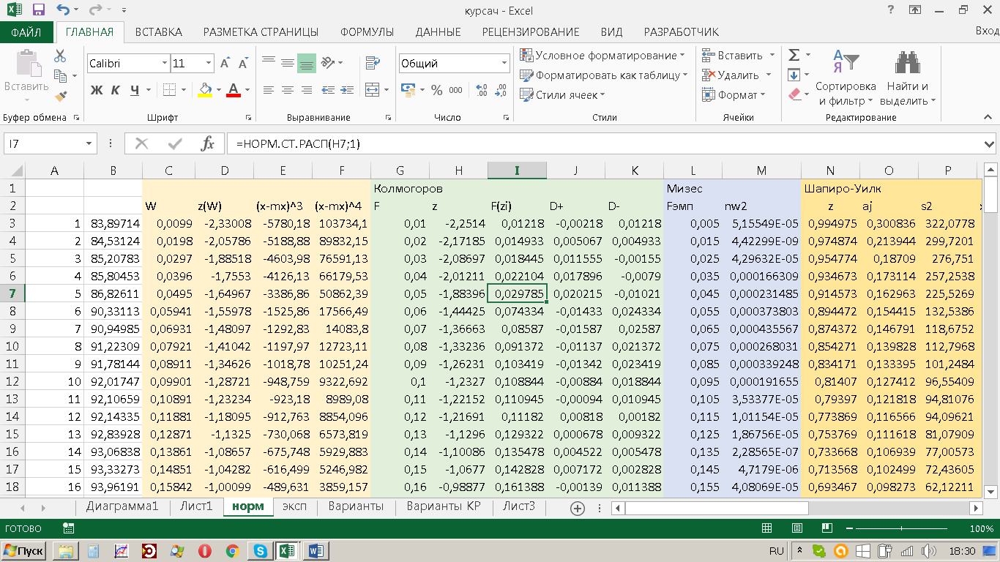 курсач - Excel
?
ФАЙЛ ГЛАВНАЯ ВСТАВКА РАЗМЕТКА СТРАНИЦЫ ФОРМУЛЫ ДАННЫЕ РЕЦЕНЗИРОВАНИЕ ВИД РАЗРАБОТЧИК Вход
Вставить
Calibri 11
Ж К Ч
Общий
% 000
Условное форматирование
Форматировать как таблицу
Стили ячеек
Вставить
Удалить
Формат
Сортировка и фильтр
Найти и выделить
Буфер обмена Шрифт Выравнивание Число Стили Ячейки Редактирование
I7 fx =НОРМ.СТ.РАСП(H7;1)
A B C D E F G H I J K L M N O P
1 Колмогоров Мизес Шапиро-Уилк
2 W z(W) (x-mx)^3 (x-mx)^4 F z F(zi) D+ D- Fэмп nw2 z aj s2
3 1 83,89714 0,0099 -2,33008 -5780,18 103734,1 0,01 -2,2514 0,01218 -0,00218 0,01218 0,005 5,15549E-05 0,994975 0,300836 322,0778
4 2 84,53124 0,0198 -2,05786 -5188,88 89832,15 0,02 -2,17185 0,014933 0,005067 0,004933 0,015 4,42299E-09 0,974874 0,213944 299,7201
5 3 85,20783 0,0297 -1,88518 -4603,98 76591,13 0,03 -2,08697 0,018445 0,011555 -0,00155 0,025 4,29632E-05 0,954774 0,18709 276,751
6 4 85,80453 0,0396 -1,7553 -4126,13 66179,53 0,04 -2,01211 0,022104 0,017896 -0,0079 0,035 0,000166309 0,934673 0,173114 257,2538
7 5 86,82611 0,0495 -1,64967 -3386,86 50862,39 0,05 -1,88396 0,029785 0,020215 -0,01021 0,045 0,000231485 0,914573 0,162963 225,5269
8 6 90,33113 0,05941 -1,55978 -1525,86 17566,49 0,06 -1,44425 0,074334 -0,01433 0,024334 0,055 0,000373803 0,894472 0,154415 132,5386
9 7 90,94985 0,06931 -1,48097 -1292,83 14083,8 0,07 -1,36663 0,08587 -0,01587 0,02587 0,065 0,000435567 0,874372 0,146791 118,6752
10 8 91,22309 0,07921 -1,41042 -1197,97 12723,11 0,08 -1,33236 0,091372 -0,01137 0,021372 0,075 0,000268031 0,854271 0,139828 112,7968
11 9 91,78144 0,08911 -1,34626 -1018,78 10251,24 0,09 -1,26231 0,103419 -0,01342 0,023419 0,085 0,000339248 0,834171 0,133395 101,2484
12 10 92,01747 0,09901 -1,28721 -948,759 9322,692 0,1 -1,2327 0,108844 -0,00884 0,018844 0,095 0,000191655 0,81407 0,127412 96,55409
13 11 92,10659 0,10891 -1,23234 -923,18 8989,08 0,11 -1,22152 0,110945 -0,00094 0,010945 0,105 3,53377E-05 0,79397 0,121818 94,81076
14 12 92,14335 0,11881 -1,18095 -912,763 8854,096 0,12 -1,21691 0,11182 0,00818 0,00182 0,115 1,01154E-05 0,773869 0,116566 94,09621
15 13 92,83928 0,12871 -1,1325 -730,068 6573,819 0,13 -1,1296 0,129322 0,000678 0,009322 0,125 1,86756E-05 0,753769 0,111618 81,07909
16 14 93,06838 0,13861 -1,08657 -675,748 5929,883 0,14 -1,10086 0,135478 0,004522 0,005478 0,135 2,28565E-07 0,733668 0,106939 77,00573
17 15 93,33273 0,14851 -1,04282 -616,499 5246,982 0,15 -1,0677 0,142828 0,007172 0,002828 0,145 4,7179E-06 0,713568 0,102499 72,43605
18 16 93,96191 0,15842 -1,00099 -489,631 3859,157 0,16 -0,98877 0,161388 -0,00139 0,011388 0,155 4,08069E-05 0,693467 0,098273 62,12211
Диаграмма1 Лист1 норм эксп Варианты Варианты КР Лист3
ГОТОВО 100%
Пуск RU 18:30